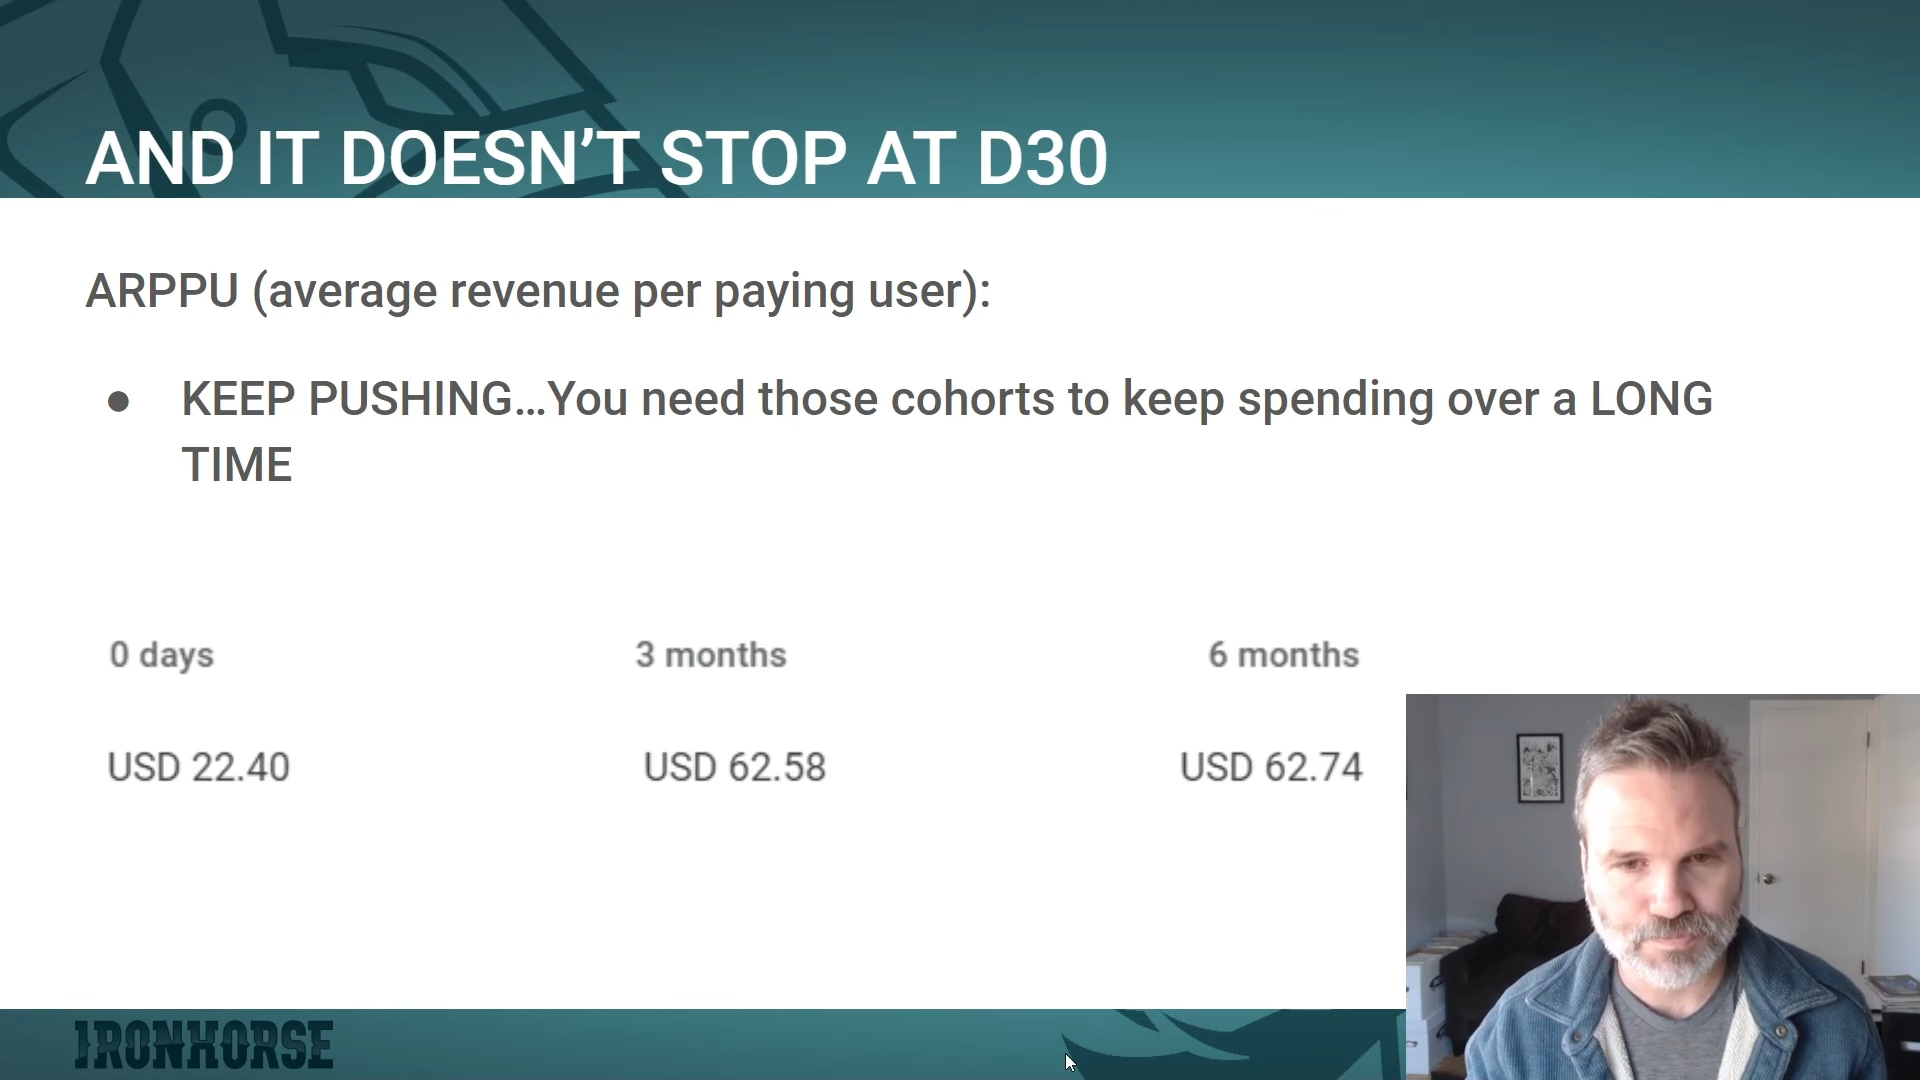 AND IT DOESN’T STOP AT D30
ARPPU (average revenue per paying user):
● KEEP PUSHING…You need those cohorts to keep spending over a LONG
TIME
0 days 3 months 6 months
USD 22.40 USD 62.58 USD 62.74
IRONHORSE